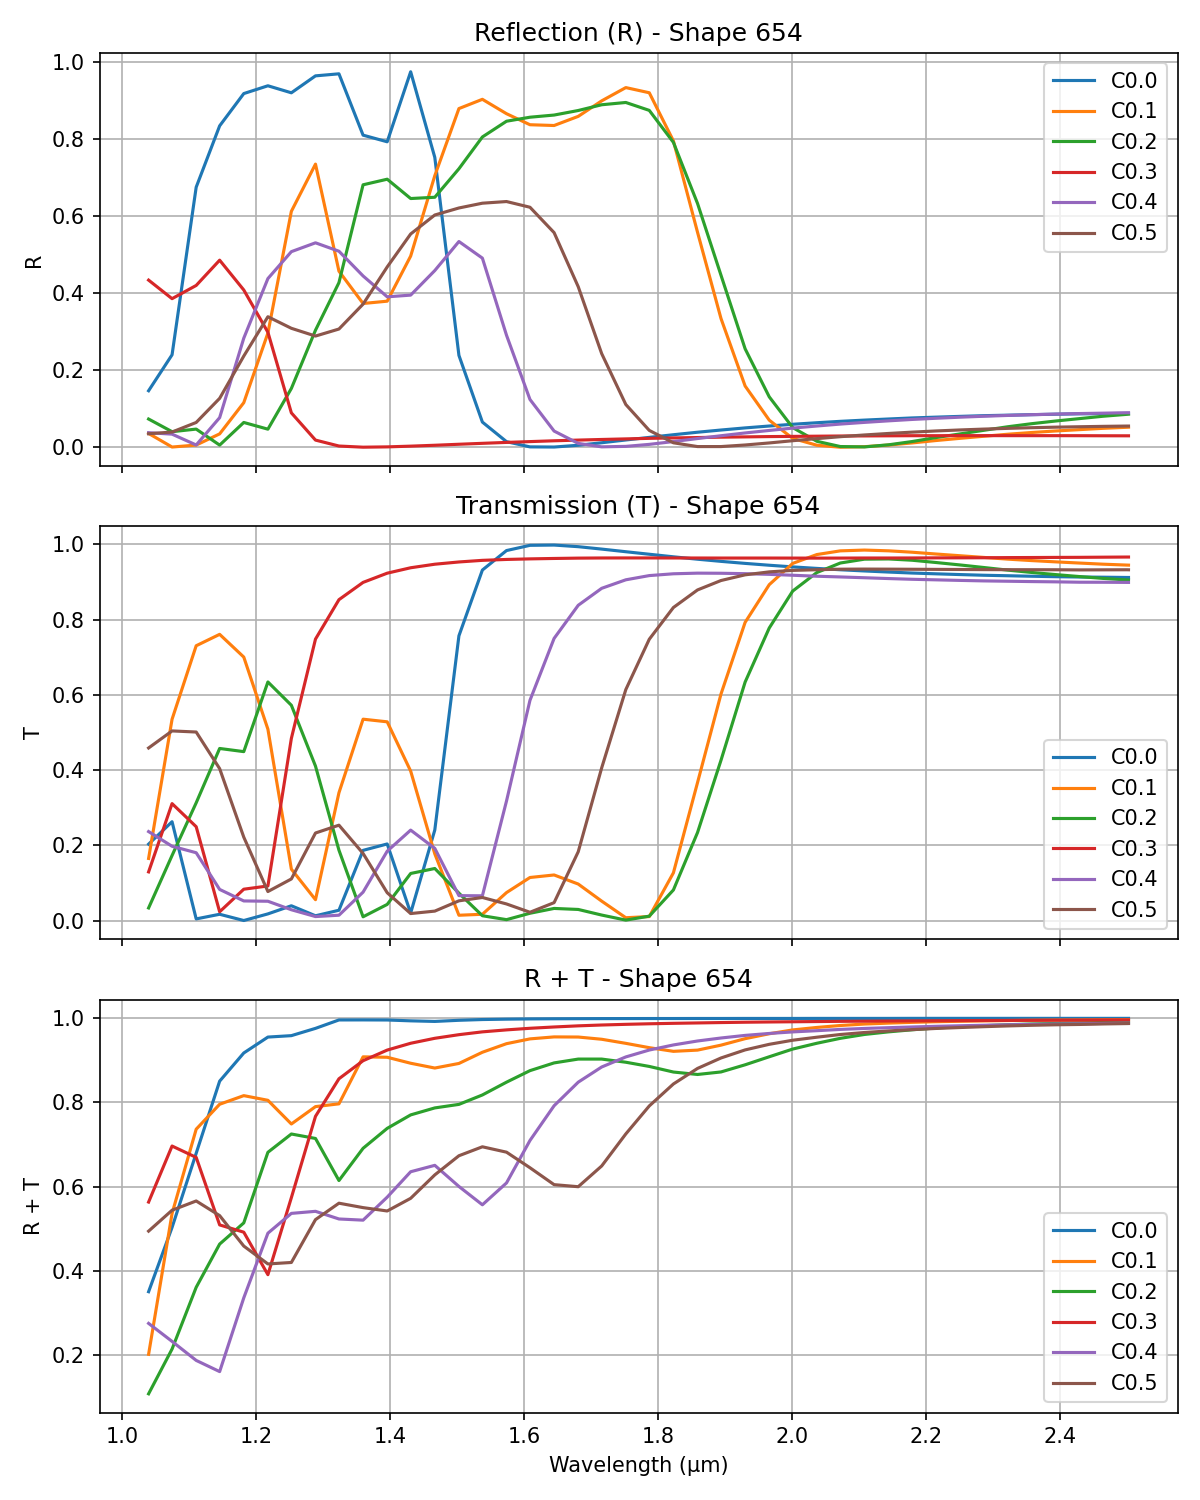 Reflection (R) - Shape 654
1.0
0.8
0.6
0.4
0.2
0.0
R
C0.0
C0.1
C0.2
C0.3
C0.4
C0.5
Transmission (T) - Shape 654
1.0
0.8
0.6
0.4
0.2
0.0
T
C0.0
C0.1
C0.2
C0.3
C0.4
C0.5
R + T - Shape 654
1.0
0.8
0.6
0.4
0.2
R + T
C0.0
C0.1
C0.2
C0.3
C0.4
C0.5
1.0 1.2 1.4 1.6 1.8 2.0 2.2 2.4
Wavelength (μm)